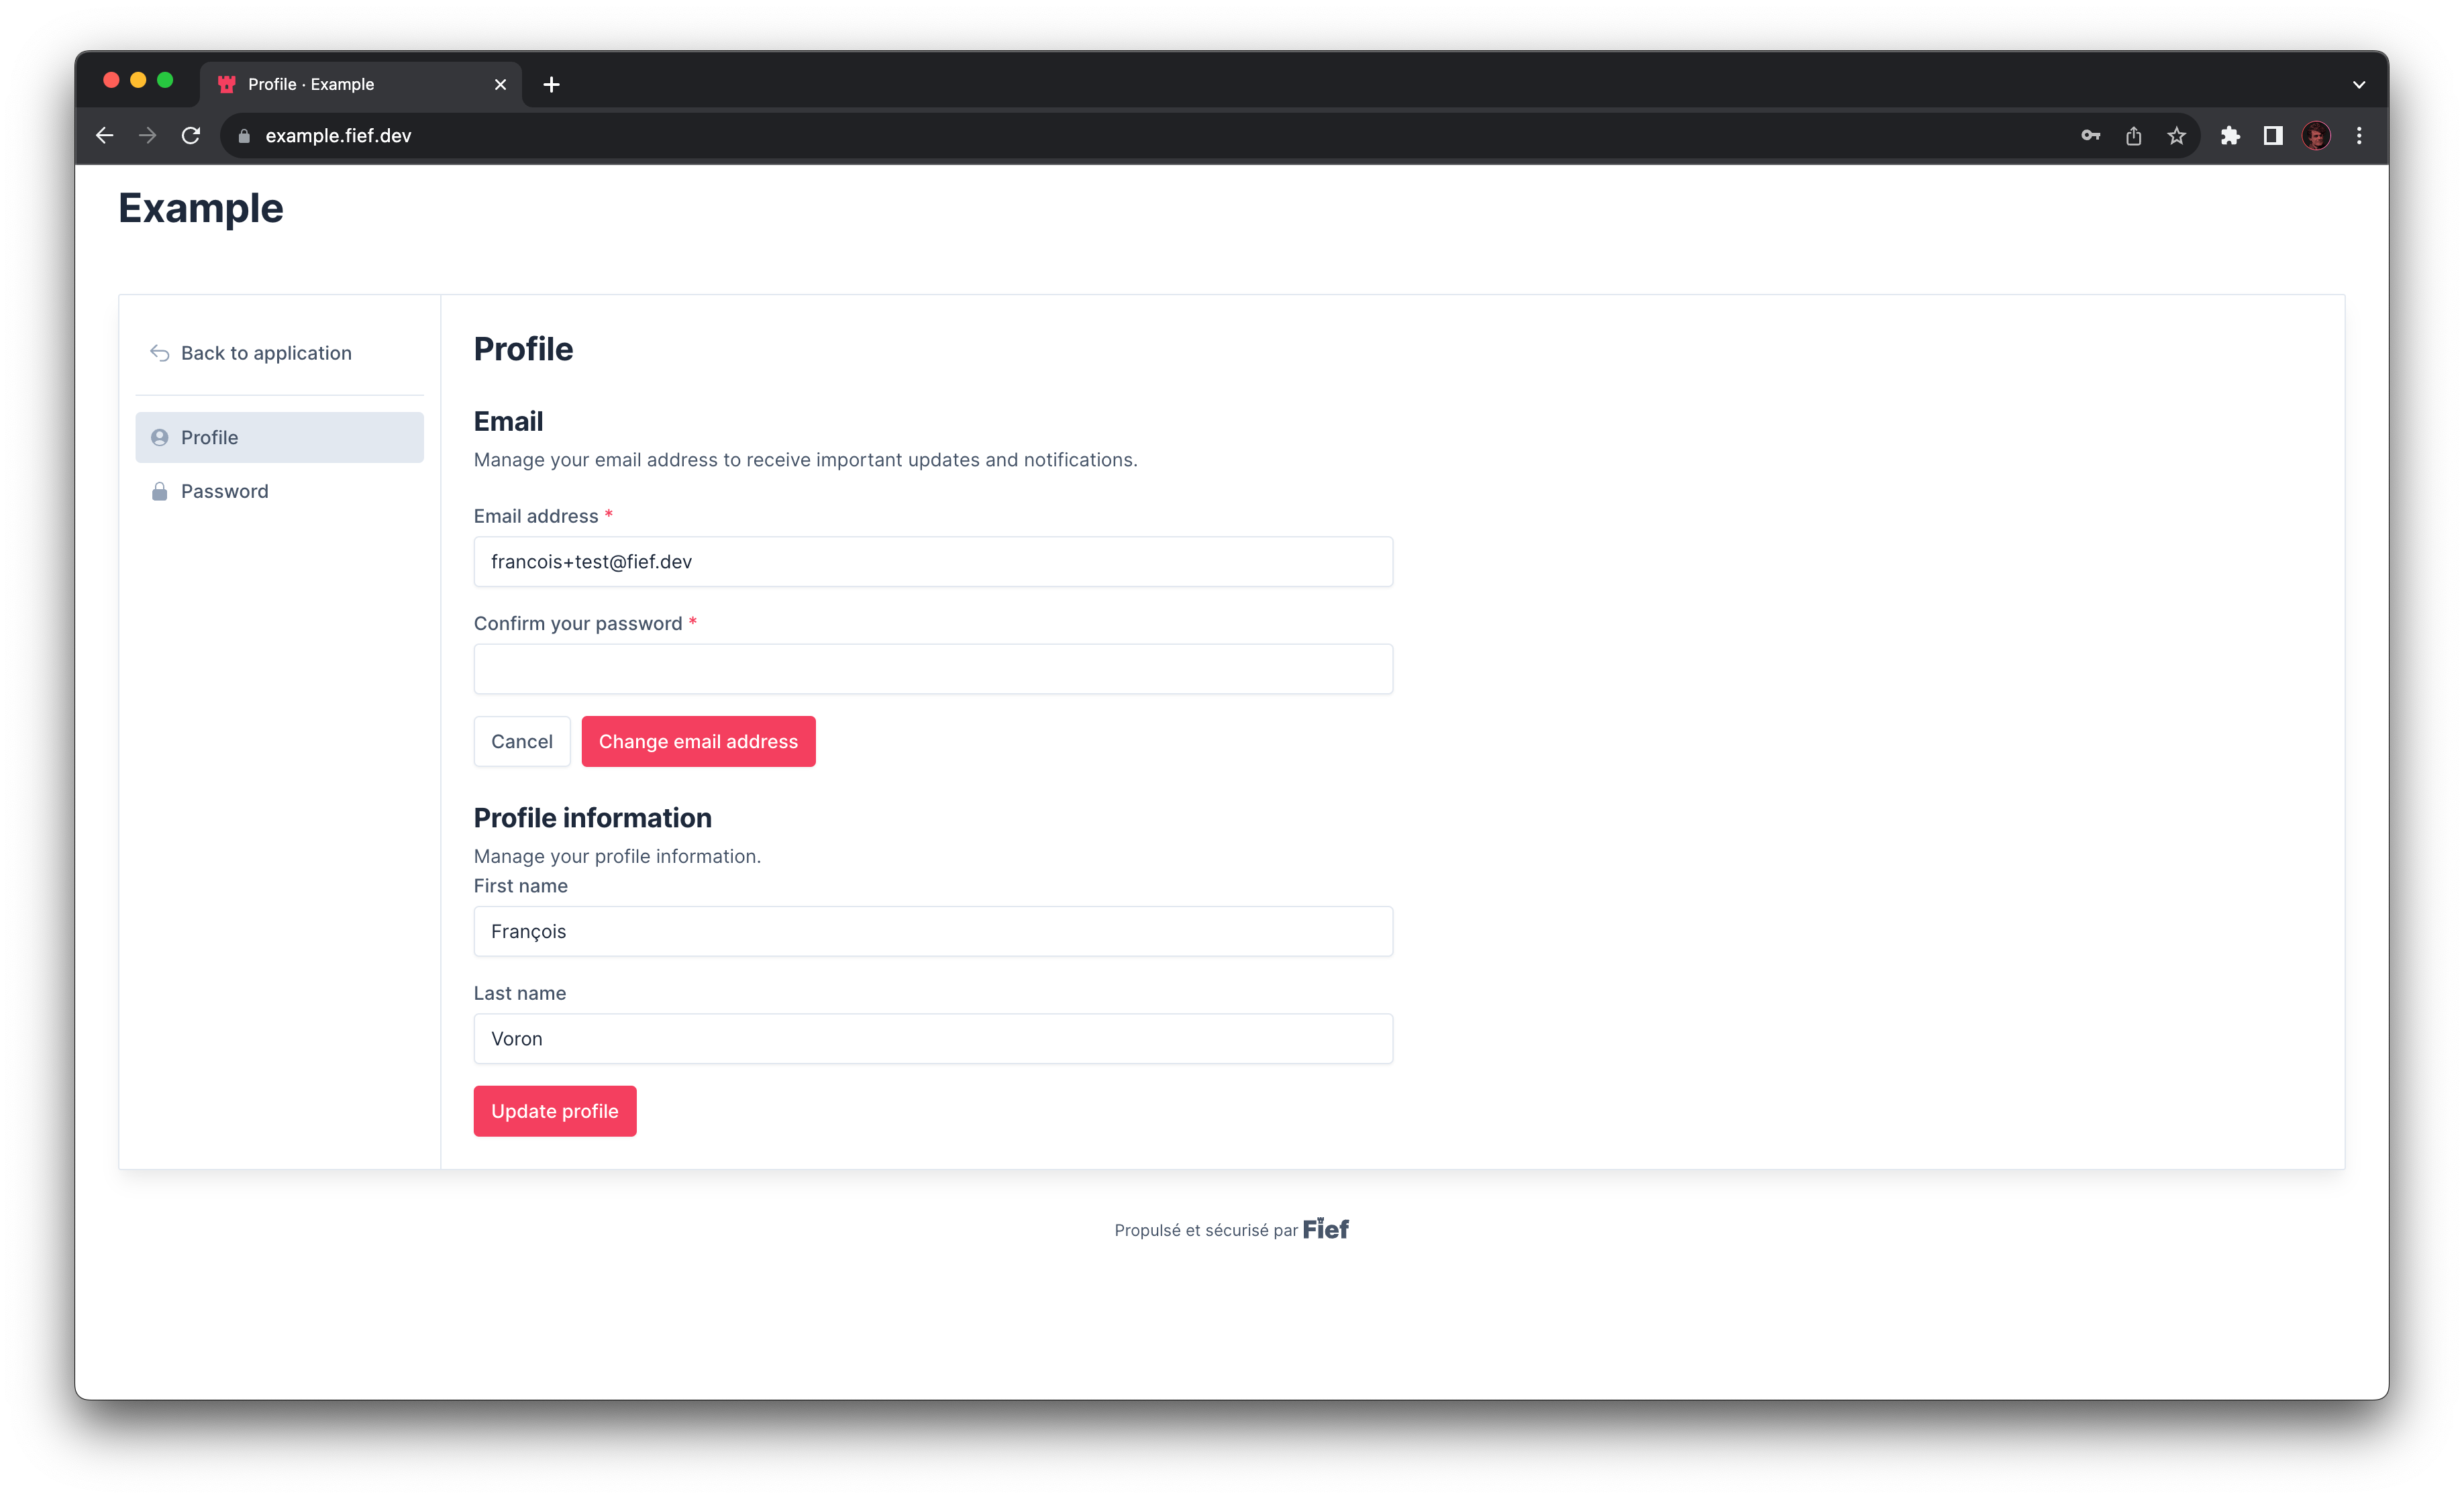 Profile · Example
example.fief.dev
Example
Back to application
Profile
Password
Profile
Email
Manage your email address to receive important updates and notifications.
Email address *
francois+test@fief.dev
Confirm your password *
Cancel
Change email address
Profile information
Manage your profile information.
First name
François
Last name
Voron
Update profile
Propulsé et sécurisé par Fief